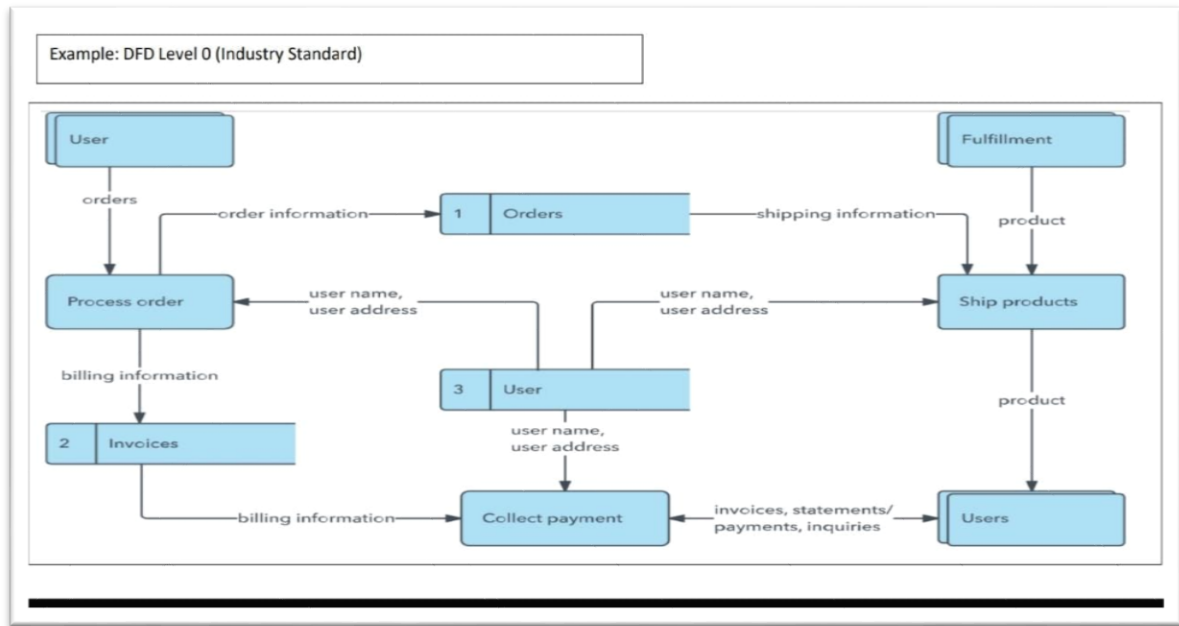 Example: DFD Level 0 (Industry Standard)
User
Fulfillment
orders
order information
1 Orders
shipping information
product
Process order
user name,
user address
user name,
user address
Ship products
billing information
3 User
product
2 Invoices
user name,
user address
billing information
Collect payment
invoices, statements/
payments, inquiries
Users